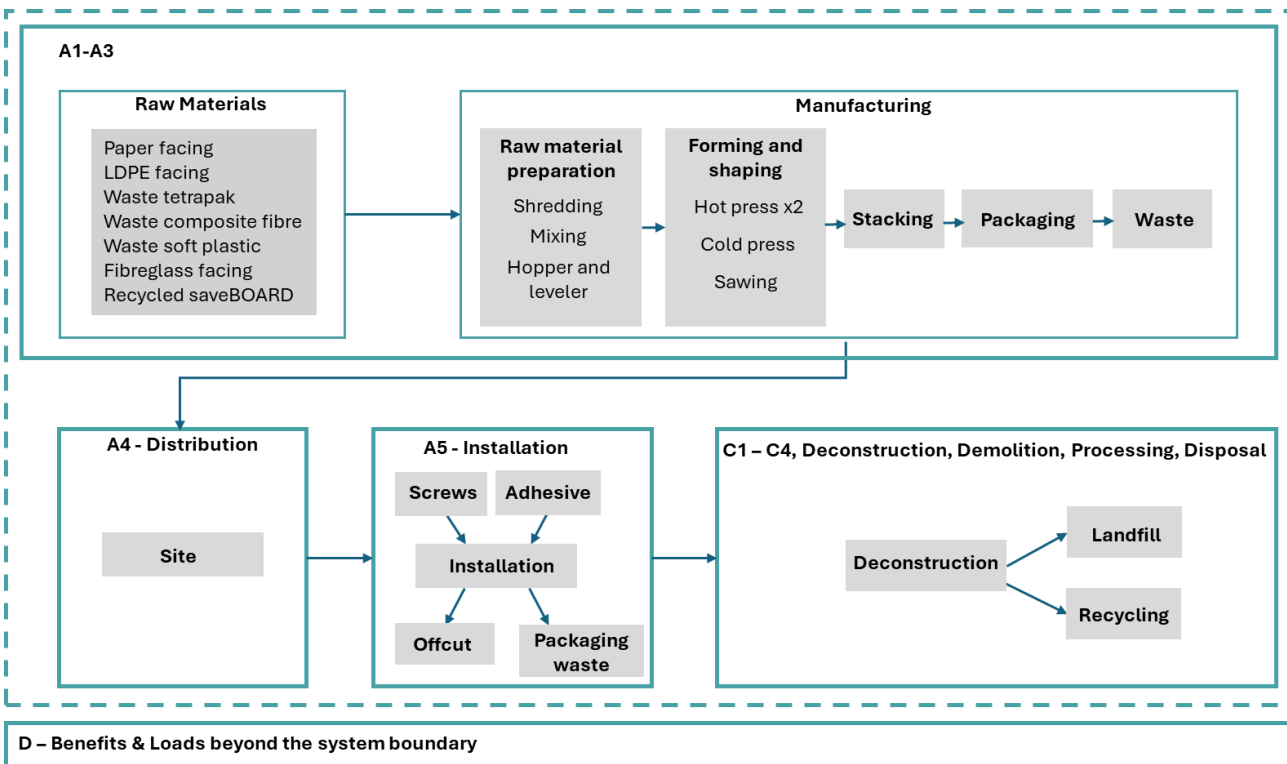 A1-A3
Raw Materials
Paper facing
LDPE facing
Waste tetrapak
Waste composite fibre
Waste soft plastic
Fibreglass facing
Recycled saveBOARD
Manufacturing
Raw material
preparation
Shredding
Mixing
Hopper and
leveler
Forming and
shaping
Hot press x2
Cold press
Sawing
Stacking
Packaging
Waste
A4 - Distribution
Site
A5 - Installation
Screws
Adhesive
Installation
Offcut
Packaging
waste
C1 – C4, Deconstruction, Demolition, Processing, Disposal
Deconstruction
Landfill
Recycling
D – Benefits & Loads beyond the system boundary